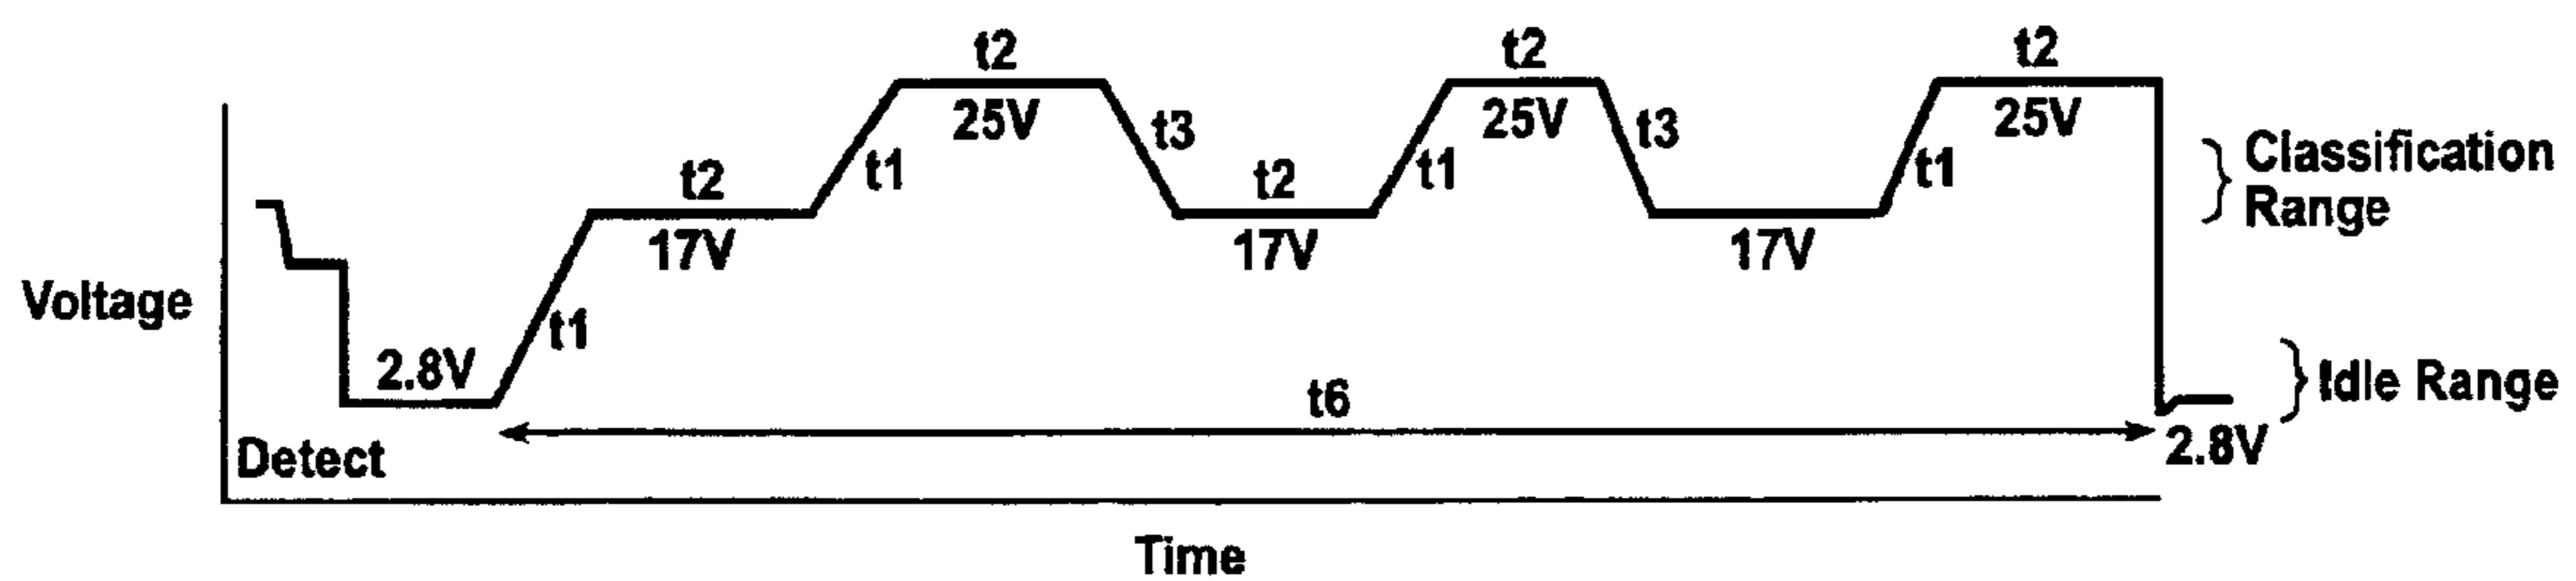 t2
t2
t2
25V
25V
25V
t3
t3
Classification
Range
t1
t1
t1
t2
t2
17V
17V
17V
Voltage
t1
2.8V
t6
Idle Range
Detect
2.8V
Time